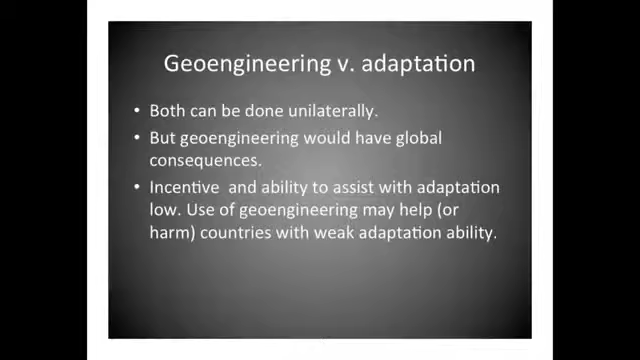 Geoengineering v. adaptation
• Both can be done unilaterally.
• But geoengineering would have global
consequences.
• Incentive and ability to assist with adaptation
low. Use of geoengineering may help (or
harm) countries with weak adaptation ability.